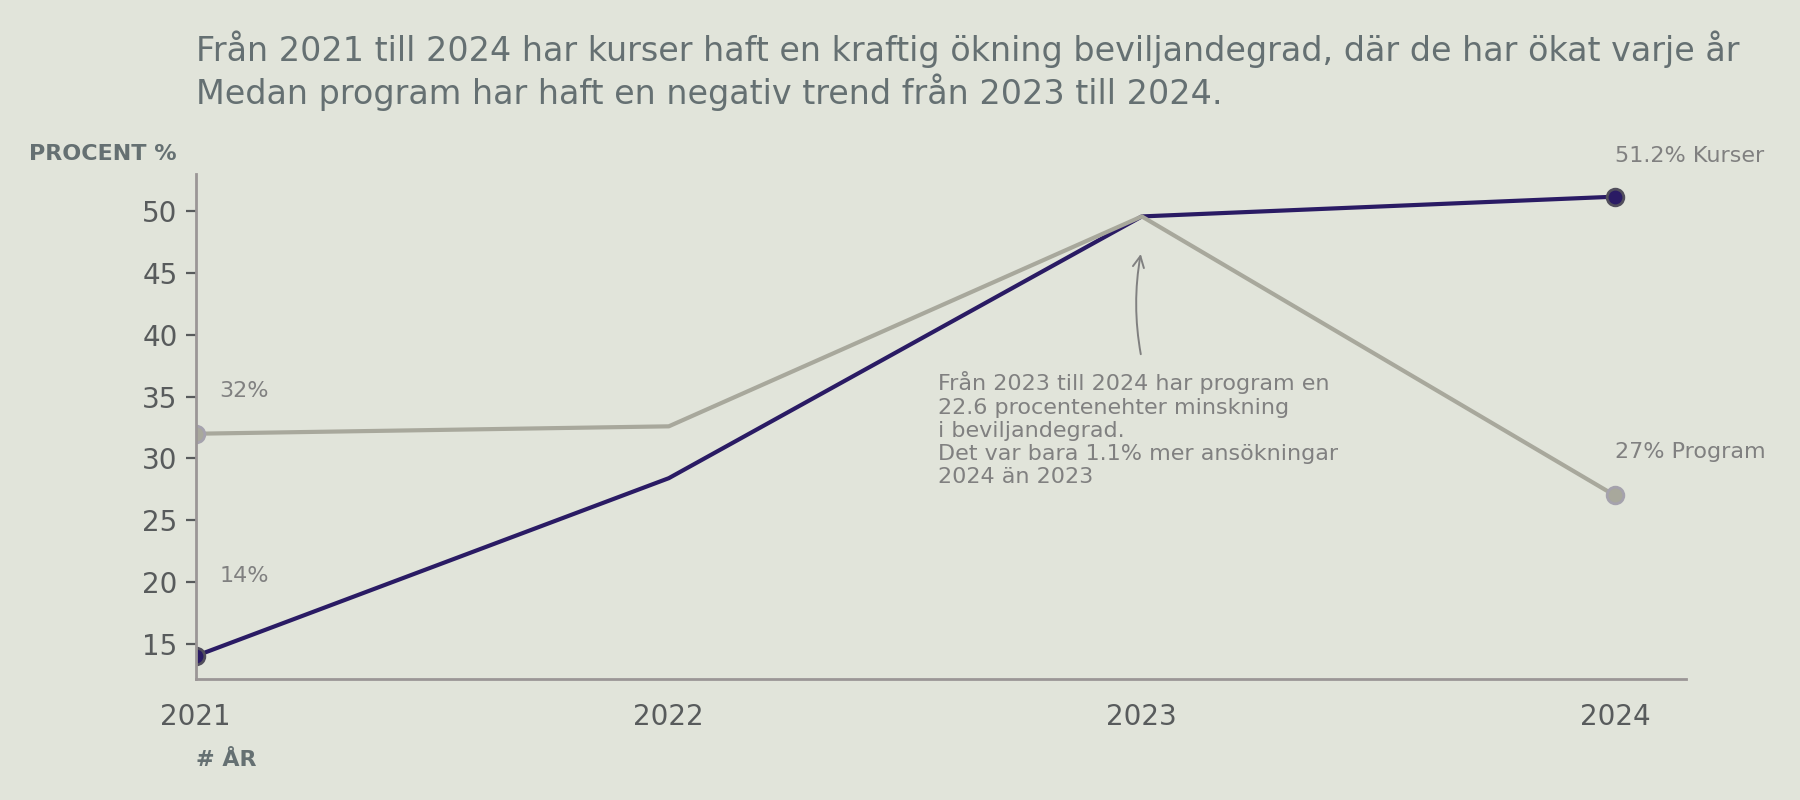 Från 2021 till 2024 har kurser haft en kraftig ökning beviljandegrad, där de har ökat varje år
Medan program har haft en negativ trend från 2023 till 2024.
PROCENT %
51.2% Kurser
50
45
40
35
30
25
20
15
32%
14%
Från 2023 till 2024 har program en
22.6 procentenehter minskning
i beviljandegrad.
Det var bara 1.1% mer ansökningar
2024 än 2023
27% Program
2021
2022
2023
2024
# ÅR